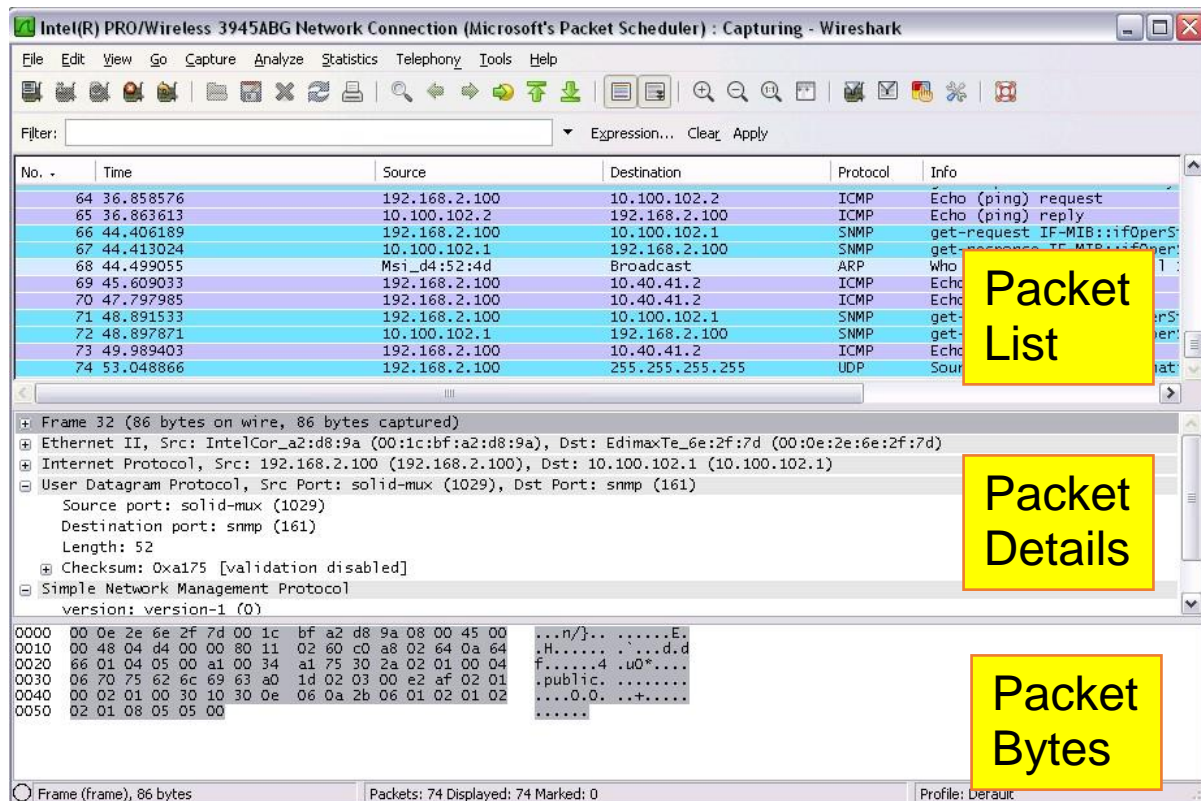 Intel(R) PRO/Wireless 3945ABG Network Connection (Microsoft's Packet Scheduler) : Capturing - Wireshark
File Edit View Go Capture Analyze Statistics Telephony Tools Help
Filter: Expression... Clear Apply
No. Time Source Destination Protocol Info
64 36.858576 192.168.2.100 10.100.102.2 ICMP Echo (ping) request
65 36.863613 10.100.102.2 192.168.2.100 ICMP Echo (ping) reply
66 44.406189 192.168.2.100 10.100.102.1 SNMP get-request IF-MIB::ifOperS
67 44.413024 10.100.102.1 192.168.2.100 SNMP get-response IF-MIB::ifOper
68 44.499055 Msi_d4:52:4d Broadcast ARP Who
69 45.609033 192.168.2.100 10.40.41.2 ICMP Echo
70 47.797985 192.168.2.100 10.40.41.2 ICMP Echo
71 48.891533 192.168.2.100 10.100.102.1 SNMP get-
72 48.897871 10.100.102.1 192.168.2.100 SNMP get-
73 49.989403 192.168.2.100 10.40.41.2 ICMP Echo
74 53.048866 192.168.2.100 255.255.255.255 UDP Sour
Packet
List
Frame 32 (86 bytes on wire, 86 bytes captured)
Ethernet II, Src: IntelCor_a2:d8:9a (00:1c:bf:a2:d8:9a), Dst: EdimaxTe_6e:2f:7d (00:0e:2e:6e:2f:7d)
Internet Protocol, Src: 192.168.2.100 (192.168.2.100), Dst: 10.100.102.1 (10.100.102.1)
User Datagram Protocol, Src Port: solid-mux (1029), Dst Port: snmp (161)
Source port: solid-mux (1029)
Destination port: snmp (161)
Length: 52
Checksum: 0xa175 [validation disabled]
Simple Network Management Protocol
version: version-1 (0)
Packet
Details
0000 00 0e 2e 6e 2f 7d 00 1c bf a2 d8 9a 08 00 45 00 ...n/}.. ......E.
0010 00 48 04 d4 00 00 80 11 02 60 c0 a8 02 64 0a 64 .H...... .`...d.d
0020 66 01 04 05 00 a1 00 34 a1 75 30 2a 02 01 00 04 f......4 .u0*....
0030 06 70 75 62 6c 69 63 a0 1d 02 03 00 e2 af 02 01 .public. ........
0040 00 02 01 00 30 10 30 0e 06 0a 2b 06 01 02 01 02 ....0.0. ..+.....
0050 02 01 08 05 05 00 ......
Packet
Bytes
Frame (frame), 86 bytes Packets: 74 Displayed: 74 Marked: 0 Profile: Default